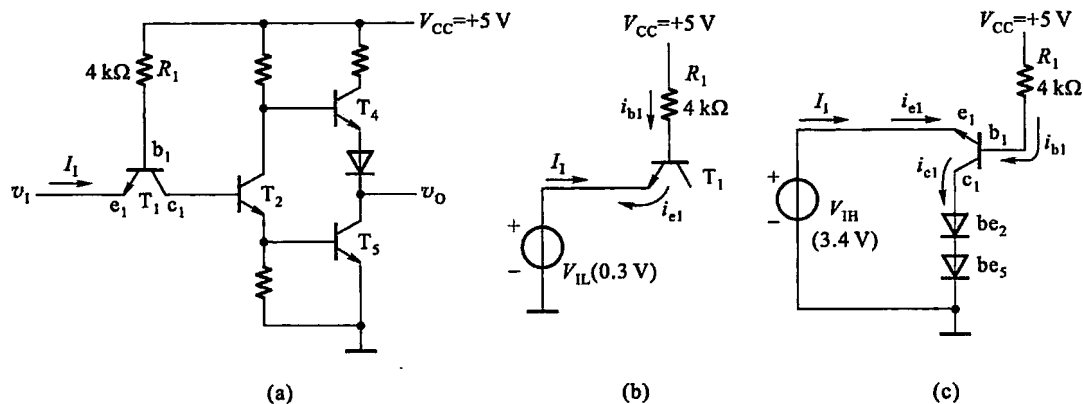 V_CC=+5 V
4 kΩ R_1
b_1
I_I
v_I
e_1 T_1 c_1
T_2
T_4
T_5
v_O
(a)
V_CC=+5 V
R_1
4 kΩ
i_b1
I_I
T_1
i_e1
+
−
V_IL(0.3 V)
(b)
V_CC=+5 V
R_1
4 kΩ
I_I
i_e1
e_1
b_1
i_b1
i_c1
c_1
+
−
V_IH
(3.4 V)
be_2
be_5
(c)